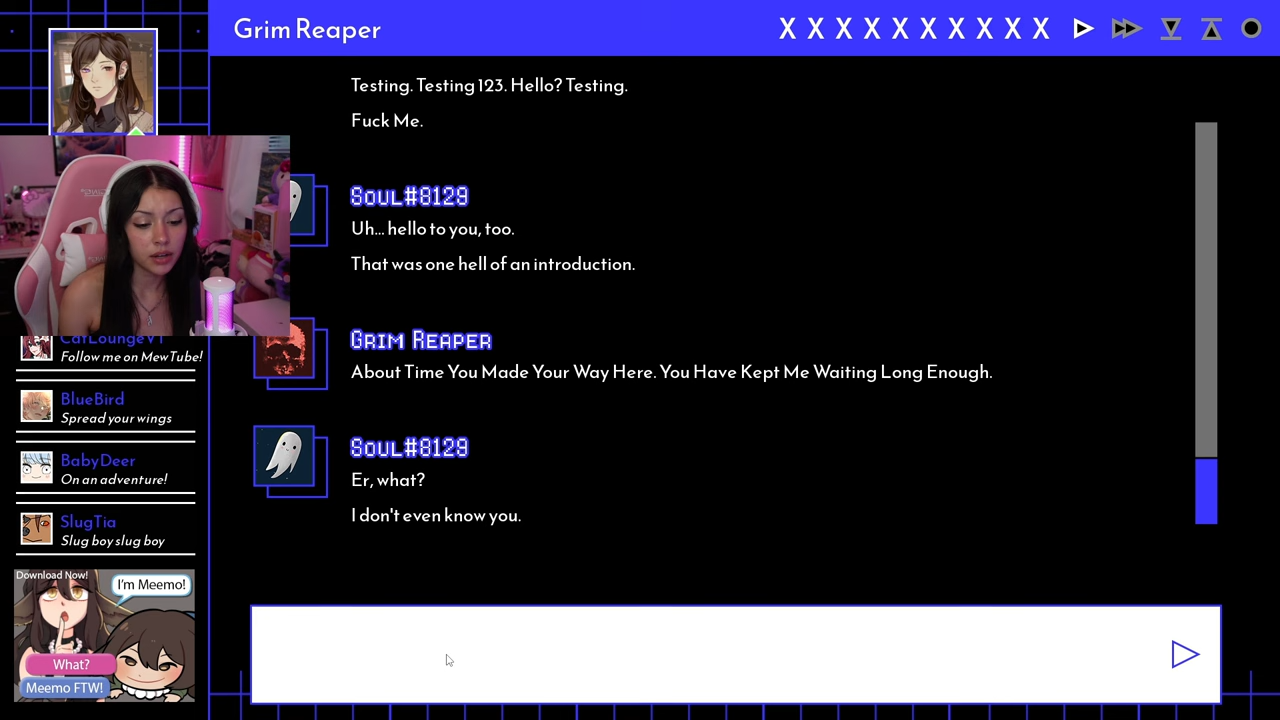 Grim Reaper
X X X X X X X X X X
Testing. Testing 123. Hello? Testing.
Fuck Me.
Soul#8129
Uh... hello to you, too.
That was one hell of an introduction.
Grim Reaper
About Time You Made Your Way Here. You Have Kept Me Waiting Long Enough.
Soul#8129
Er, what?
I don't even know you.
CatLoungeVT
Follow me on MewTube!
BlueBird
Spread your wings
BabyDeer
On an adventure!
SlugTia
Slug boy slug boy
Download Now!
I'm Meemo!
What?
Meemo FTW!